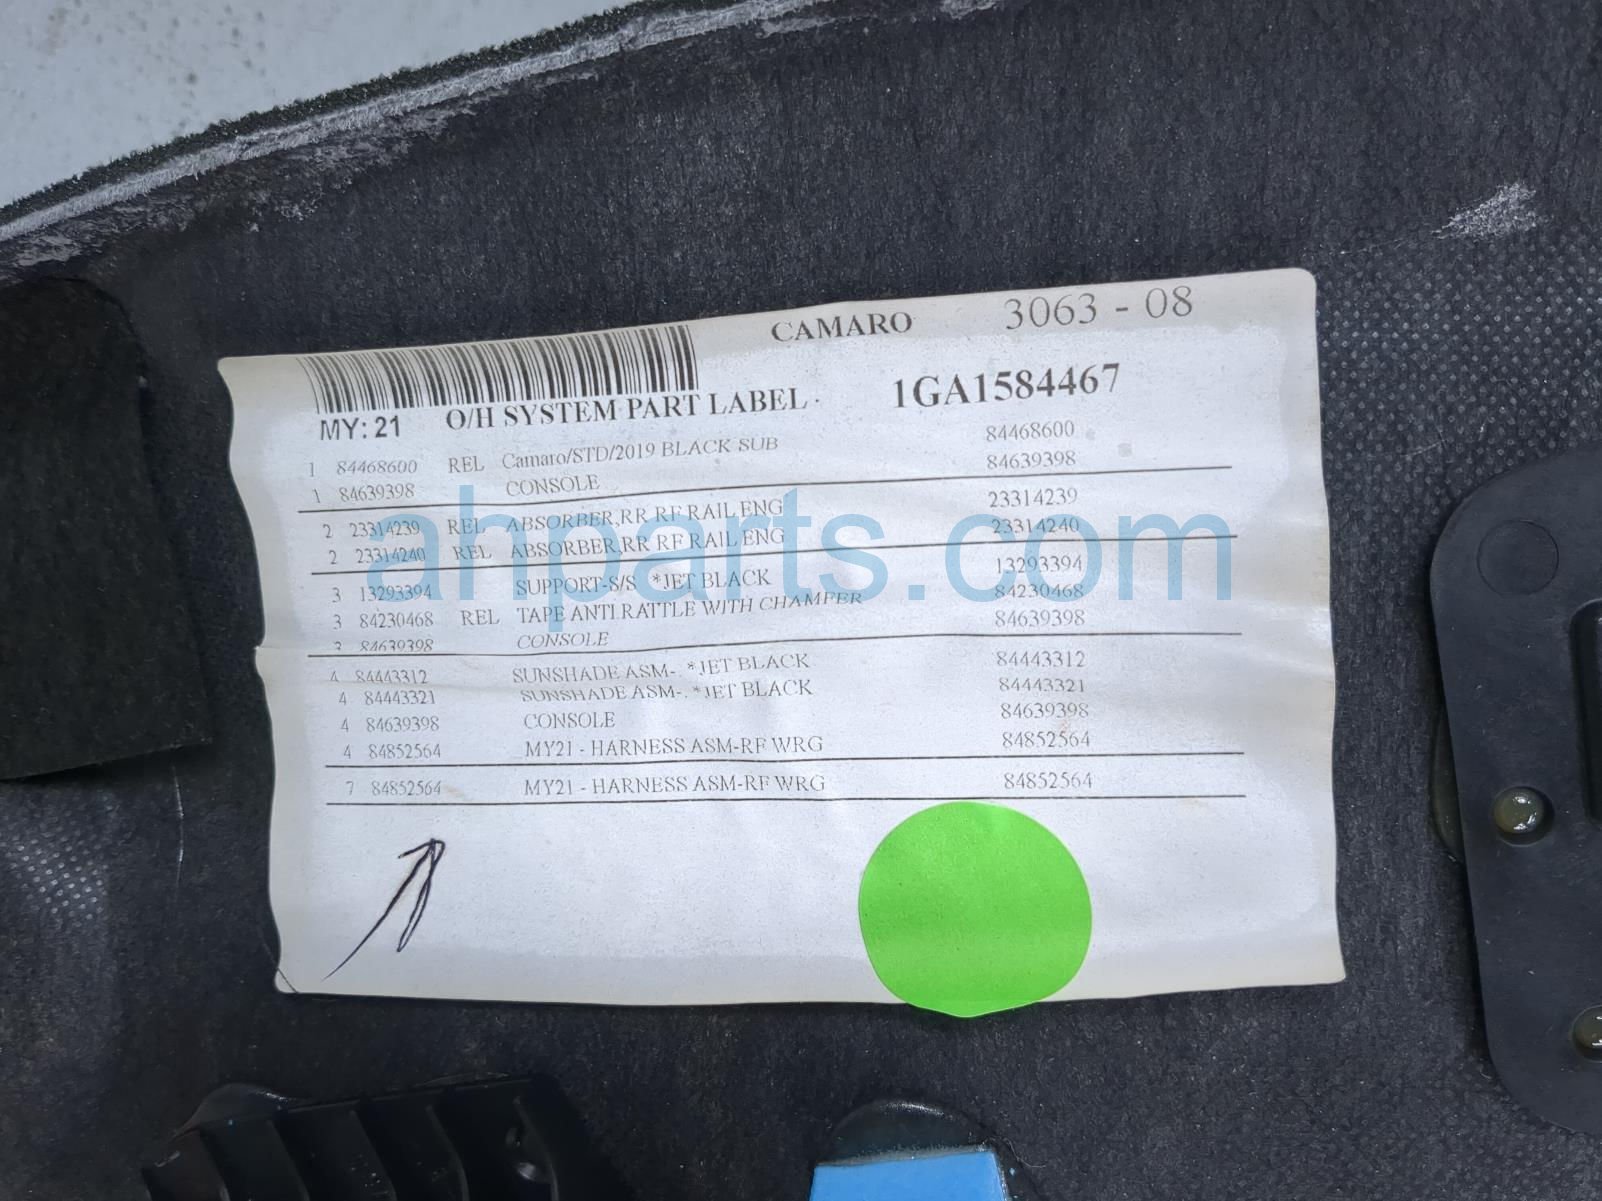 CAMARO 3063 - 08
MY: 21 O/H SYSTEM PART LABEL 1GA1584467
1 84468600 REL Camaro/STD/2019 BLACK SUB 84468600
1 84639398 CONSOLE 84639398
2 23314239 REL ABSORBER,RR RF RAIL ENG 23314239
2 23314240 REL ABSORBER,RR RF RAIL ENG 23314240
ahparts.com
3 13293394 SUPPORT-S/S *JET BLACK 13293394
3 84230468 REL TAPE ANTI.RATTLE WITH CHAMFER 84230468
3 84639398 CONSOLE 84639398
4 84443312 SUNSHADE ASM-. *JET BLACK 84443312
4 84443321 SUNSHADE ASM-. *JET BLACK 84443321
4 84639398 CONSOLE 84639398
4 84852564 MY21 - HARNESS ASM-RF WRG 84852564
7 84852564 MY21 - HARNESS ASM-RF WRG 84852564